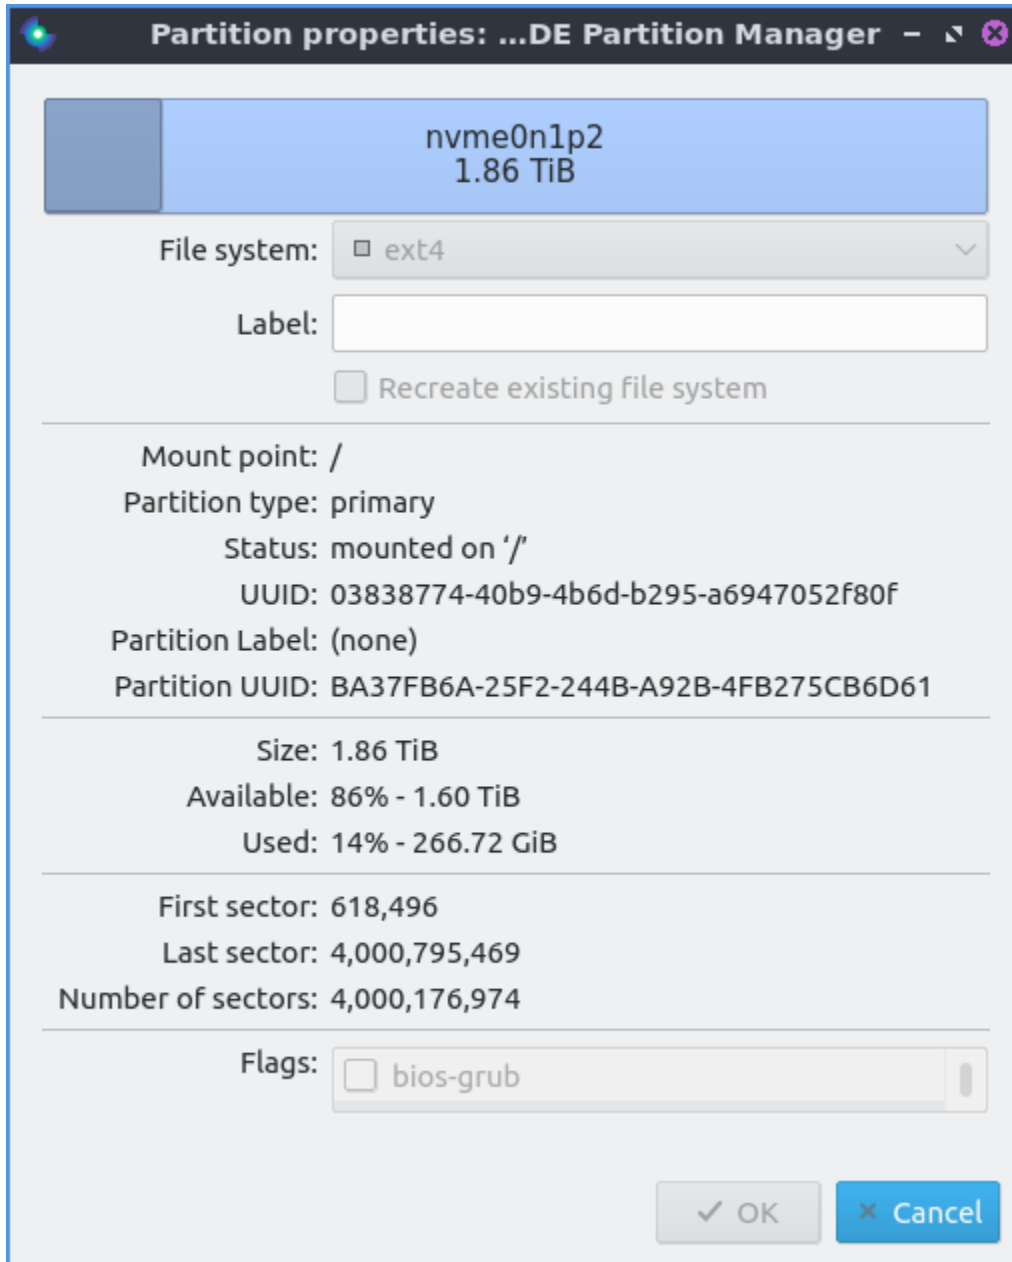 Partition properties: ...DE Partition Manager
nvme0n1p2
1.86 TiB
File system: ext4
Label:
Recreate existing file system
Mount point: /
Partition type: primary
Status: mounted on ‘/’
UUID: 03838774-40b9-4b6d-b295-a6947052f80f
Partition Label: (none)
Partition UUID: BA37FB6A-25F2-244B-A92B-4FB275CB6D61
Size: 1.86 TiB
Available: 86% - 1.60 TiB
Used: 14% - 266.72 GiB
First sector: 618,496
Last sector: 4,000,795,469
Number of sectors: 4,000,176,974
Flags: bios-grub
OK Cancel